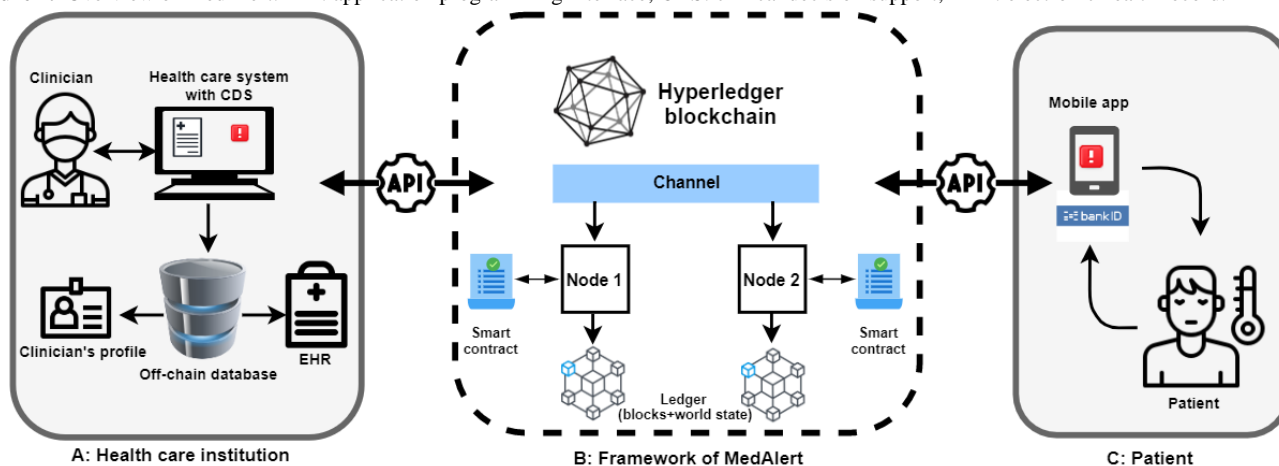 Clinician
Health care system
with CDS
Clinician's profile
Off-chain database
EHR
A: Health care institution
API
Hyperledger
blockchain
Channel
Node 1
Node 2
Smart
contract
Smart
contract
Ledger
(blocks+world state)
B: Framework of MedAlert
API
Mobile app
bankID
Patient
C: Patient